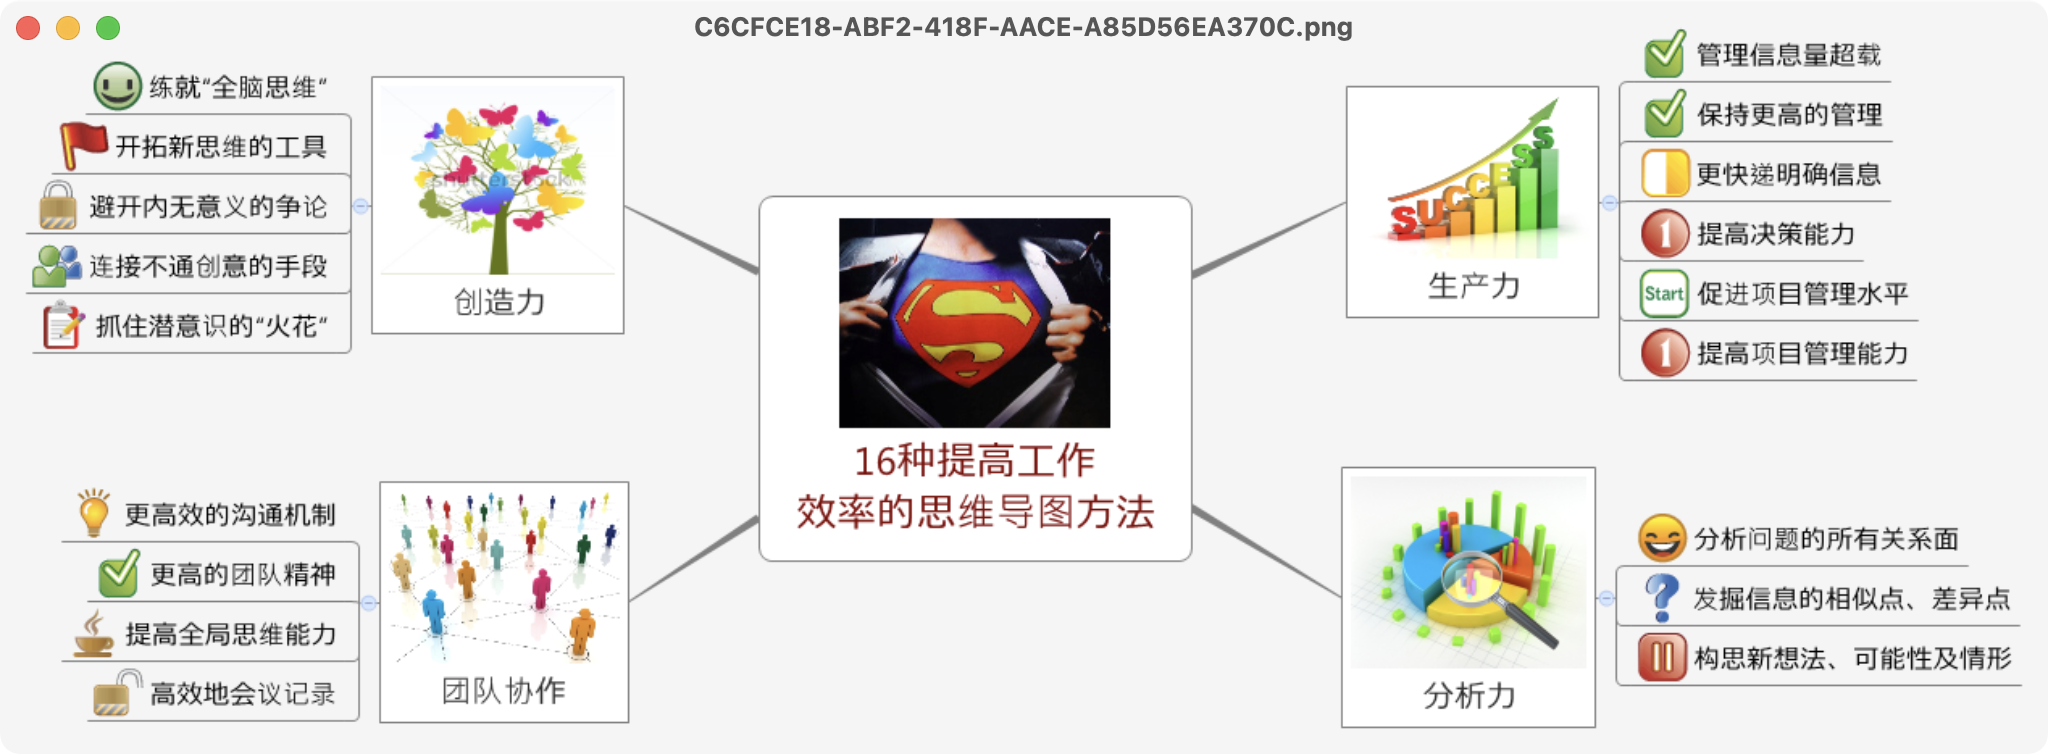 C6CFCE18-ABF2-418F-AACE-A85D56EA370C.png
16种提高工作
效率的思维导图方法
创造力
练就“全脑思维”
开拓新思维的工具
避开内无意义的争论
连接不通创意的手段
抓住潜意识的“火花”
shutterstock
团队协作
更高效的沟通机制
更高的团队精神
提高全局思维能力
高效地会议记录
SUCCESS
生产力
管理信息量超载
保持更高的管理
更快递明确信息
1 提高决策能力
Start 促进项目管理水平
1 提高项目管理能力
分析力
分析问题的所有关系面
? 发掘信息的相似点、差异点
构思新想法、可能性及情形